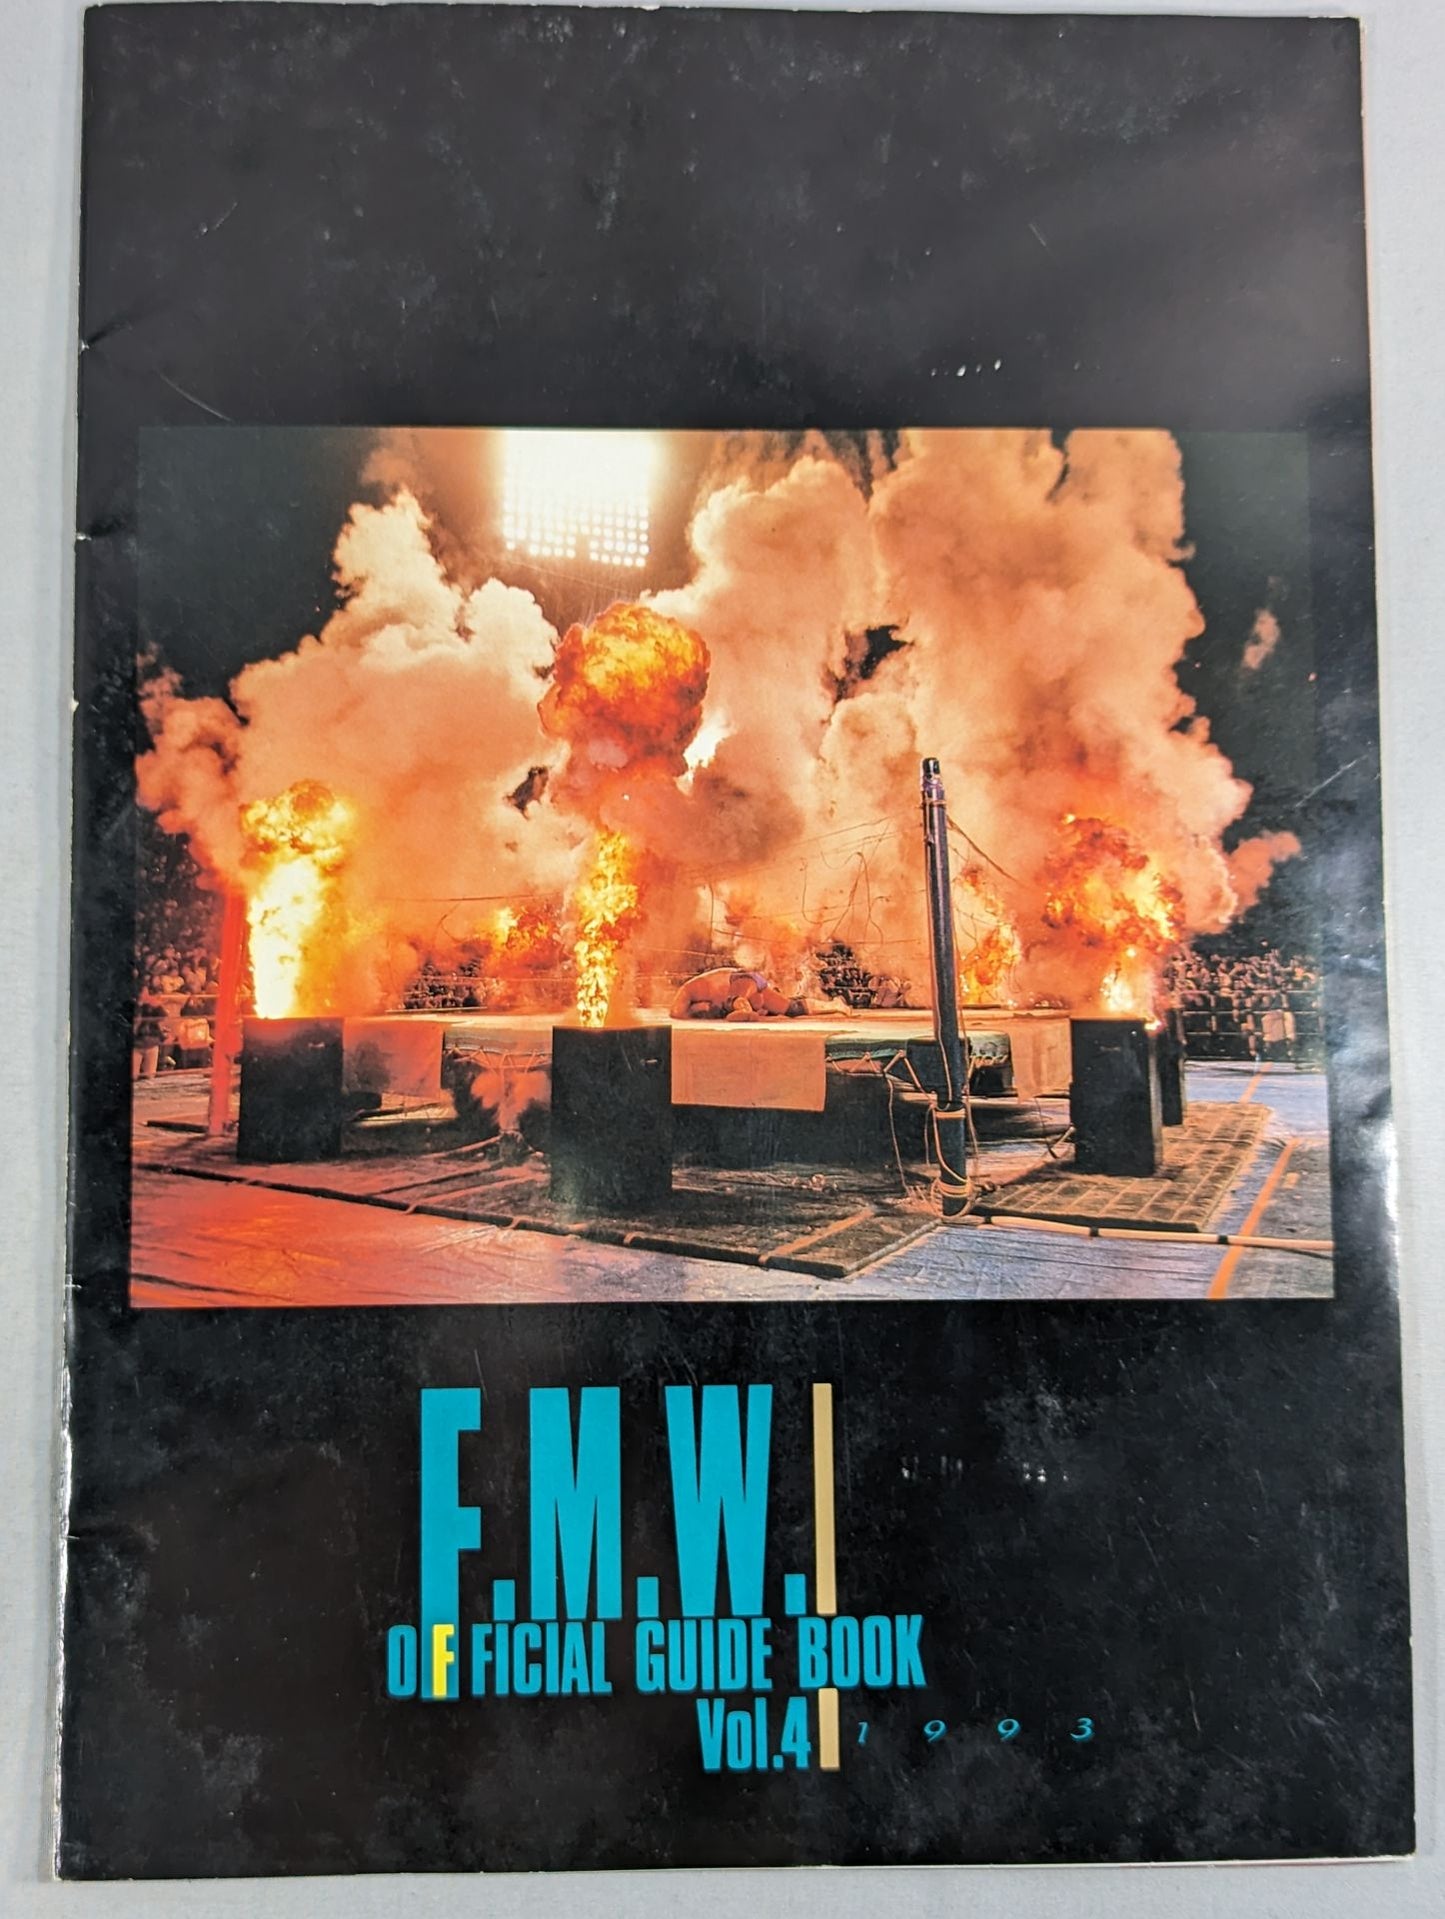 F.M.W.
OFFICIAL GUIDE BOOK
Vol.4 1993